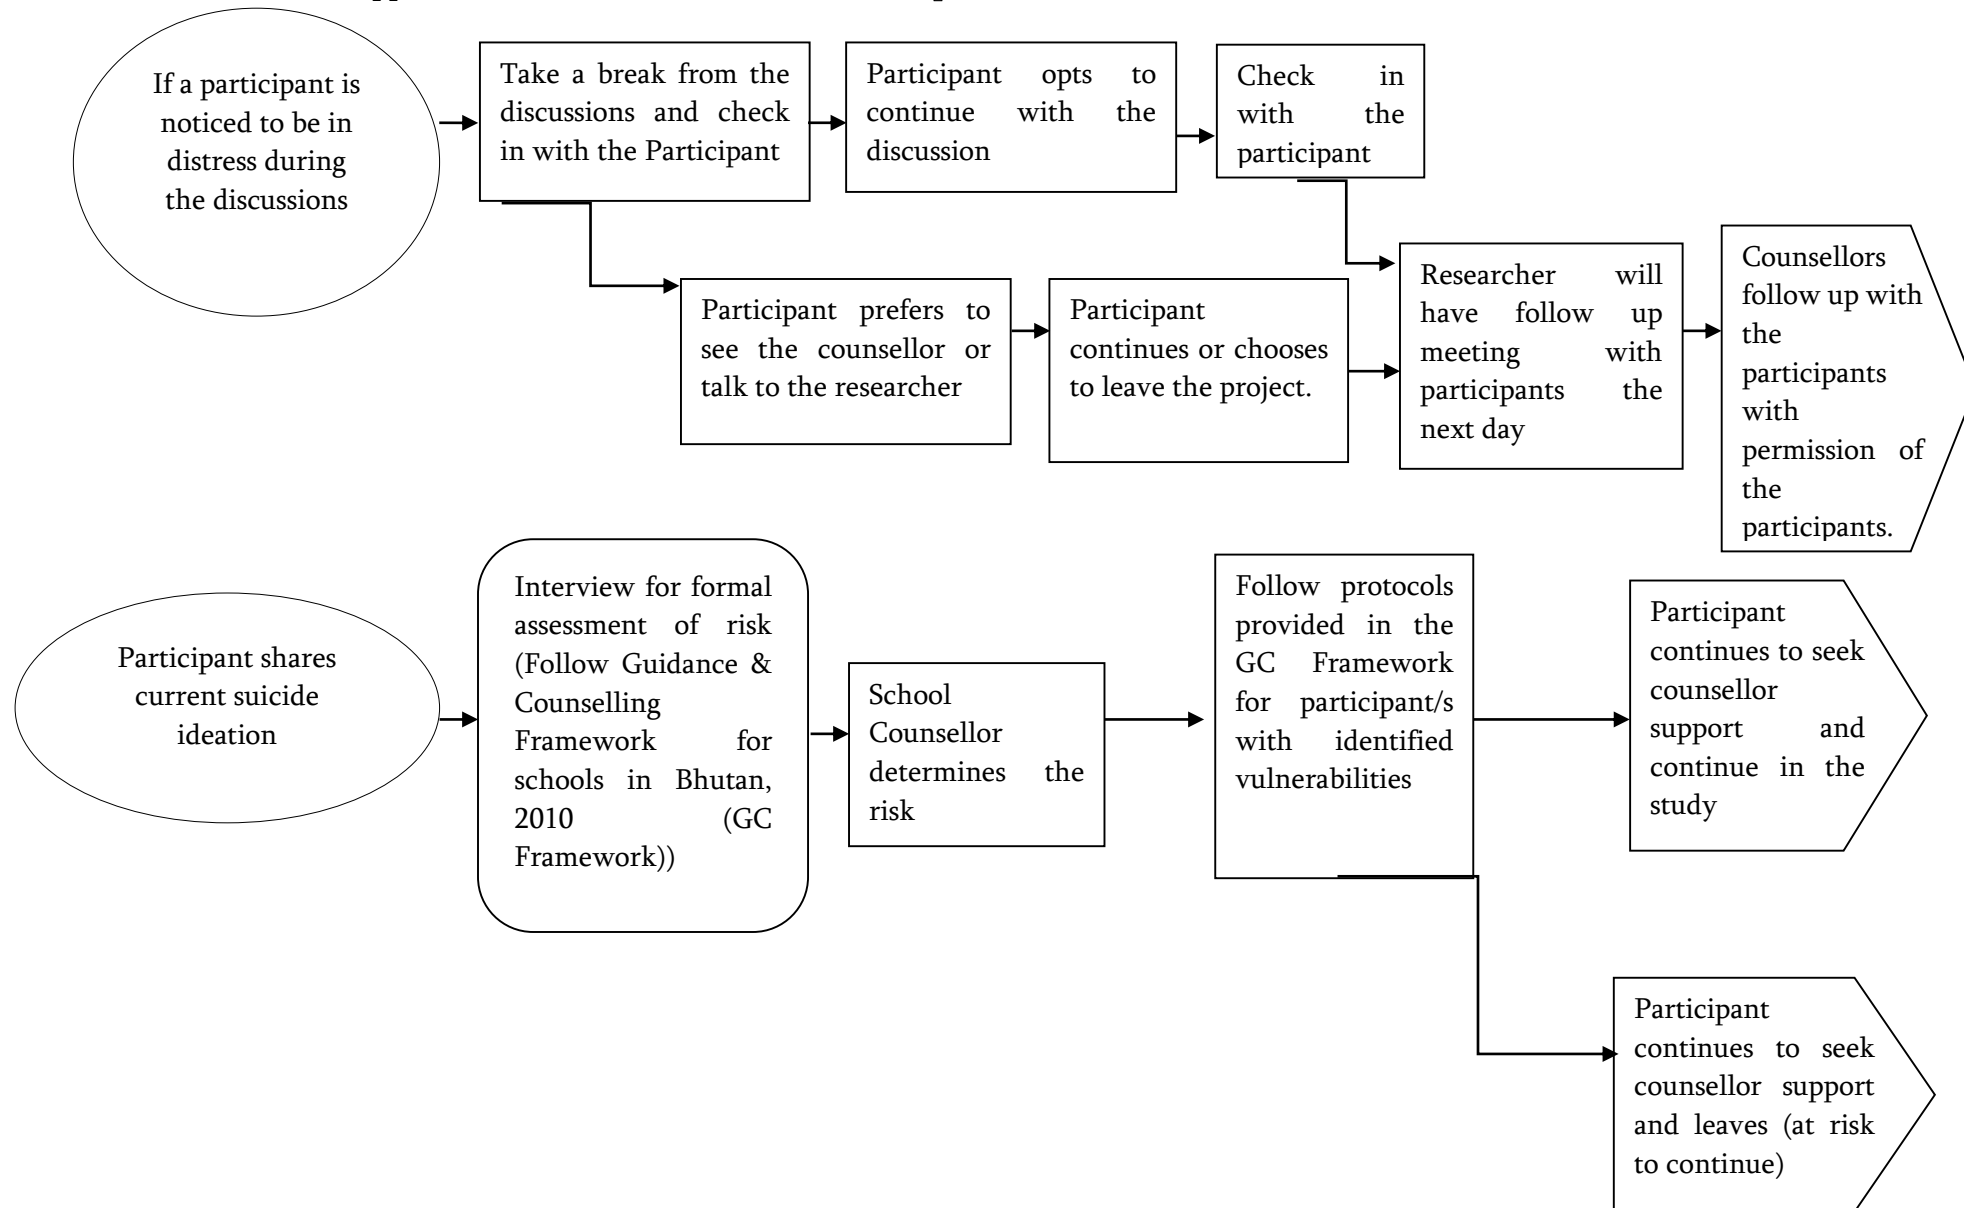 If a participant is
noticed to be in
distress during
the discussions
Take a break from the
discussions and check
in with the Participant
Participant opts to
continue with the
discussion
Check in
with the
participant
Participant prefers to
see the counsellor or
talk to the researcher
Participant
continues or chooses
to leave the project.
Researcher will
have follow up
meeting with
participants the
next day
Counsellors
follow up with
the
participants
with
permission of
the
participants.
Participant shares
current suicide
ideation
Interview for formal
assessment of risk
(Follow Guidance &
Counselling
Framework for
schools in Bhutan,
2010 (GC
Framework))
School
Counsellor
determines the
risk
Follow protocols
provided in the
GC Framework
for participant/s
with identified
vulnerabilities
Participant
continues to seek
counsellor
support and
continue in the
study
Participant
continues to seek
counsellor support
and leaves (at risk
to continue)